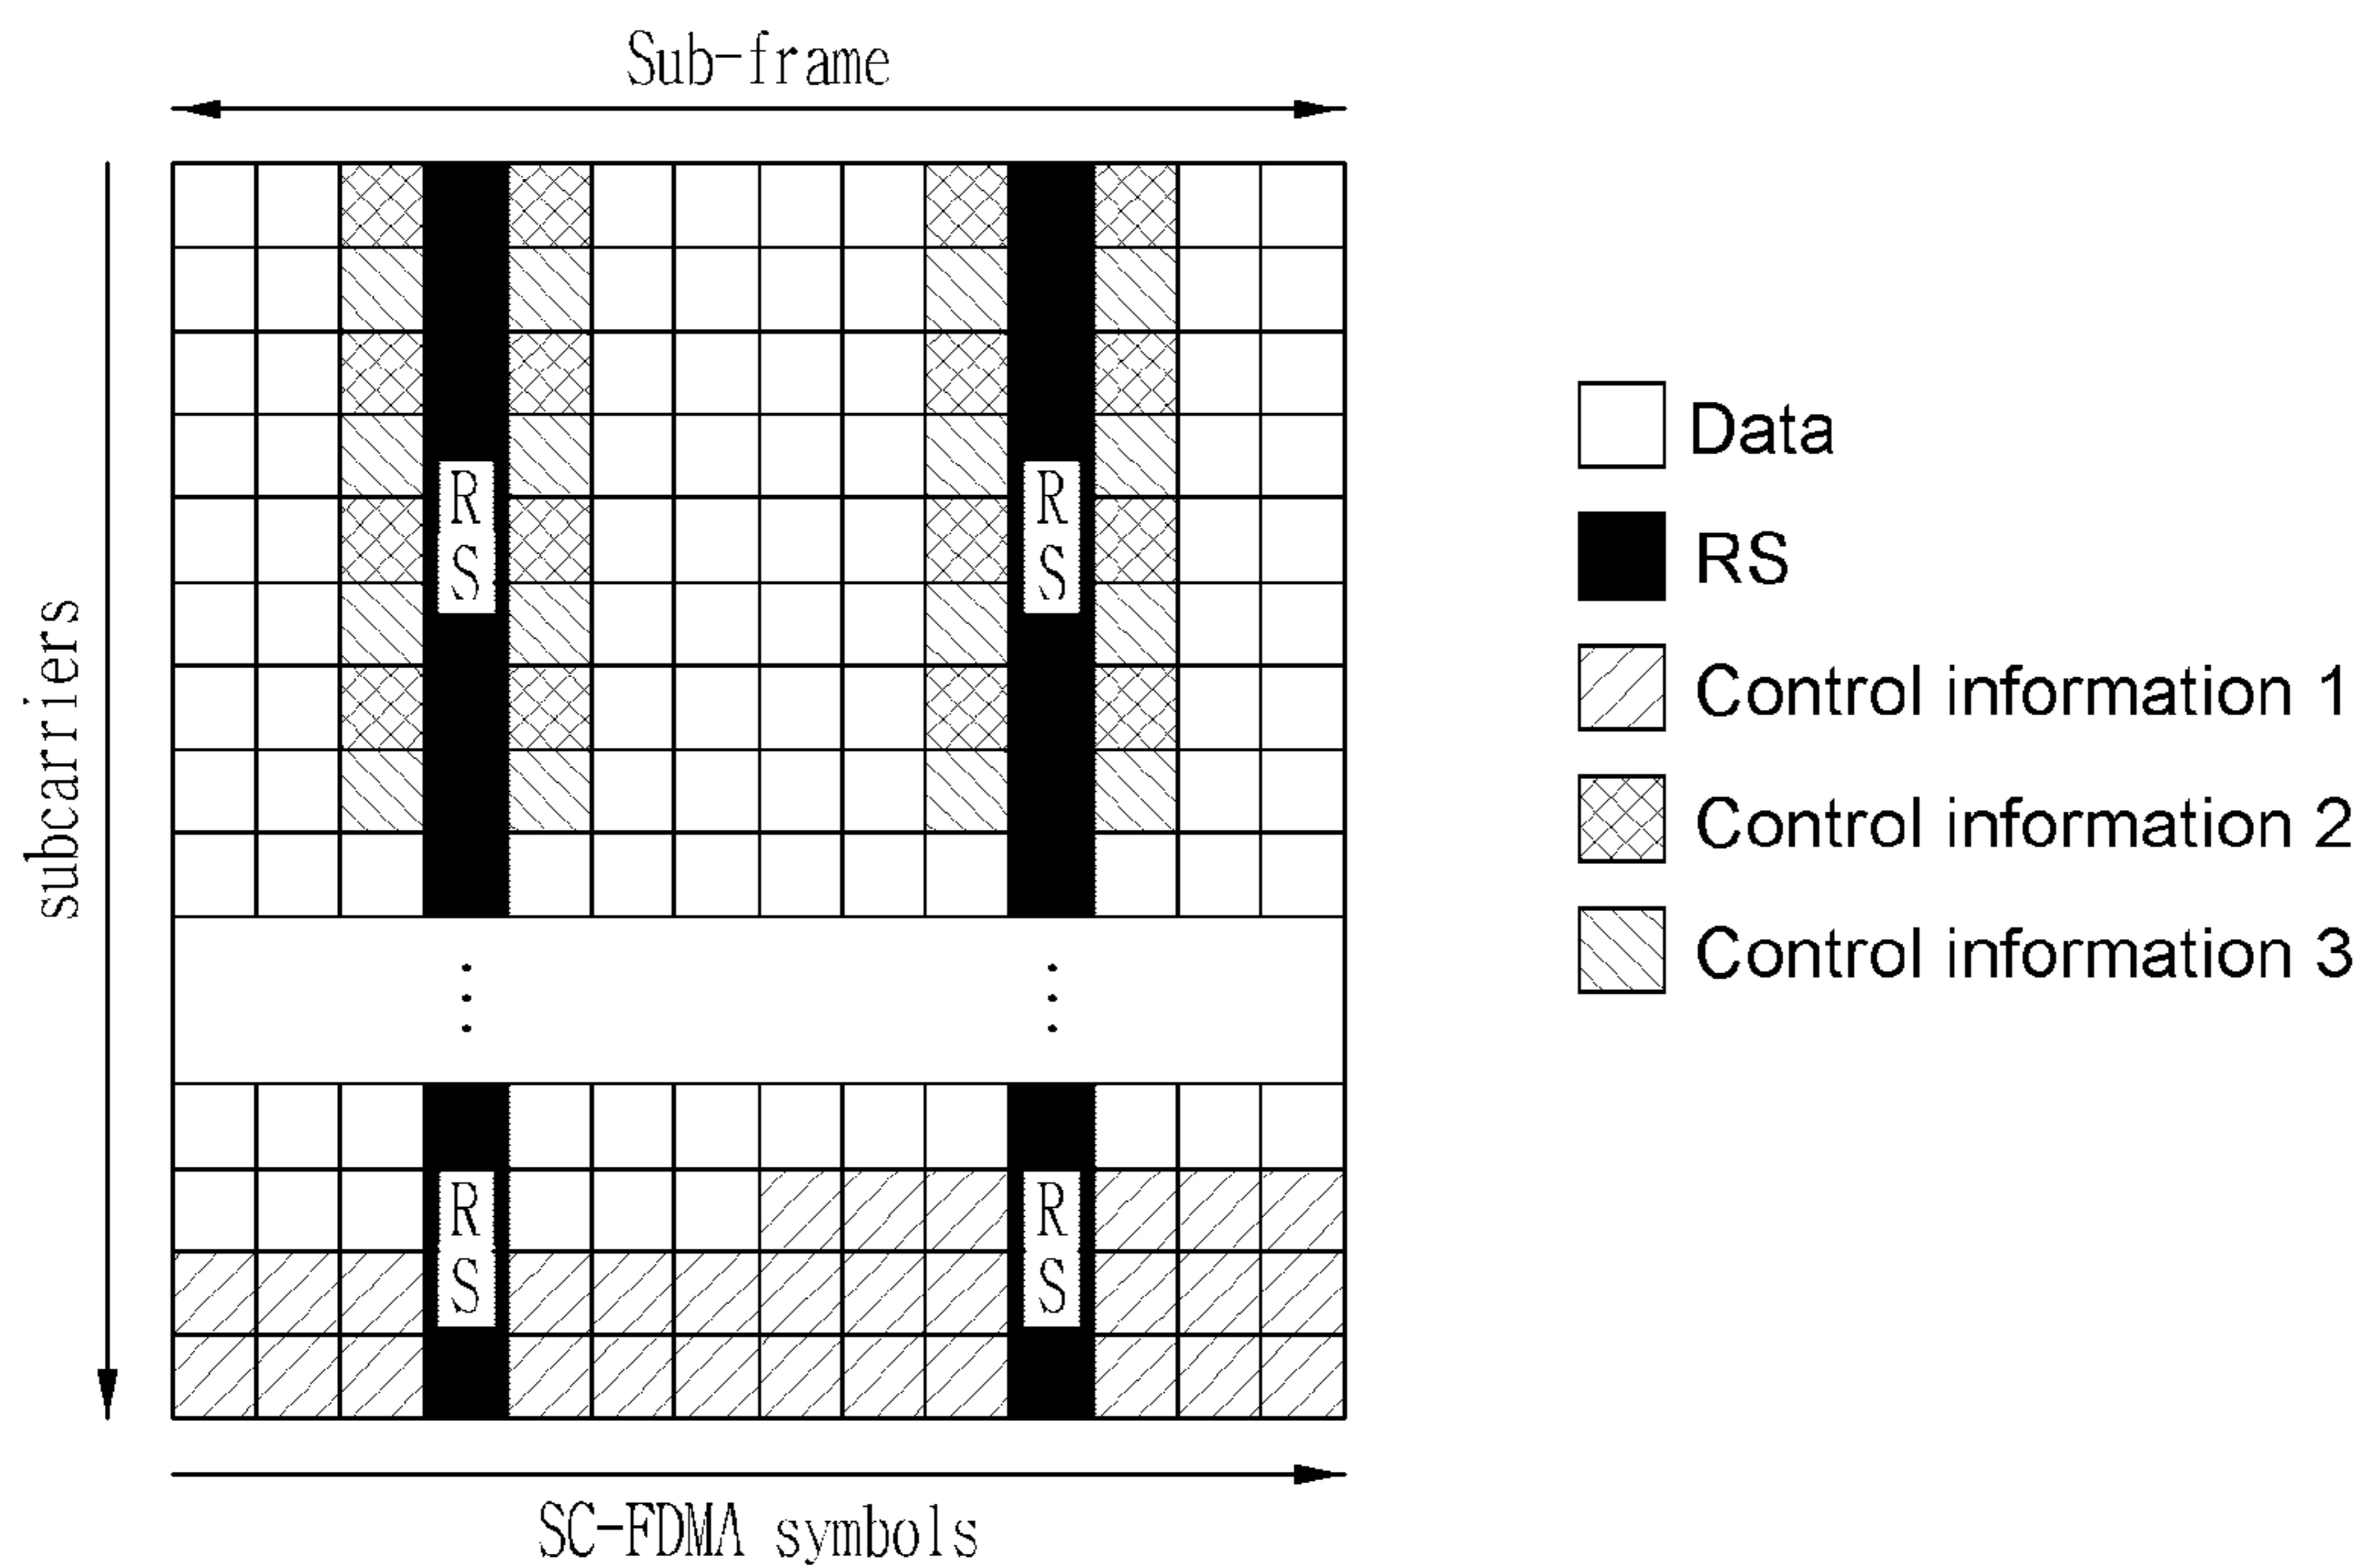 Sub-frame
subcarriers
RS
RS
RS
RS
SC-FDMA symbols
Data
RS
Control information 1
Control information 2
Control information 3